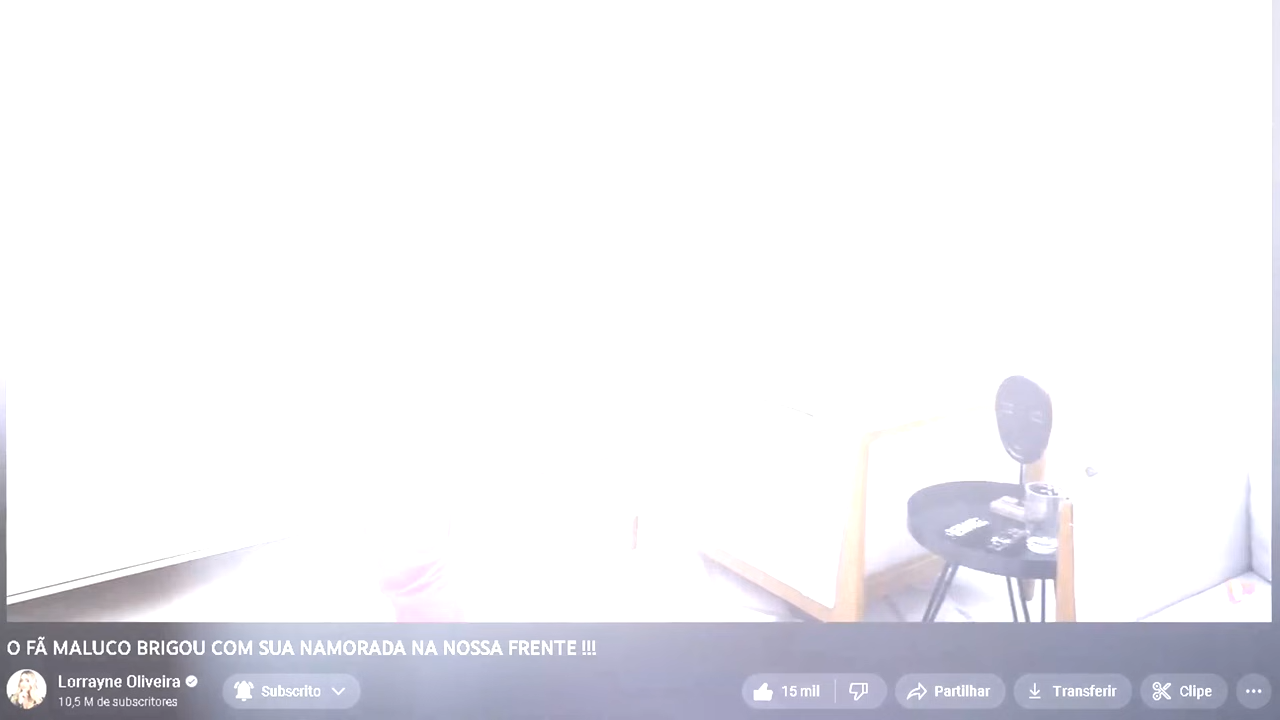 O FÃ MALUCO BRIGOU COM SUA NAMORADA NA NOSSA FRENTE !!!
Lorrayne Oliveira
10,5 M de subscritores
Subscrito
15 mil
Partilhar
Transferir
Clipe